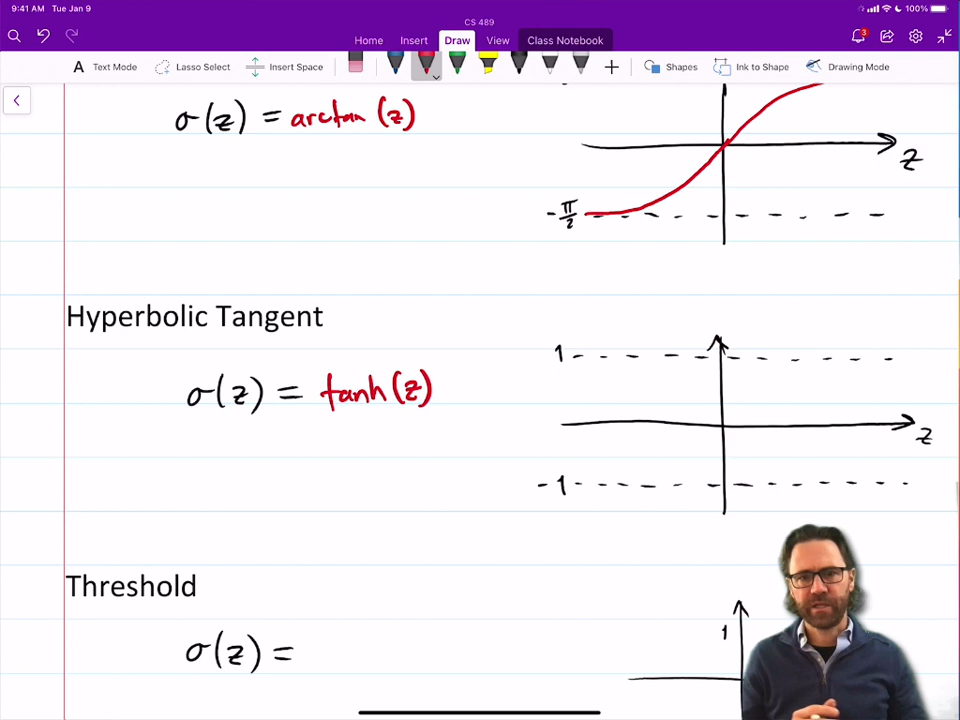 9:41 AM Tue Jan 9
100%
CS 489
Home Insert Draw View Class Notebook
3
A Text Mode Lasso Select Insert Space Shapes Ink to Shape Drawing Mode
σ(z) = arctan(z)
z
-π/2
Hyperbolic Tangent
1
σ(z) = tanh(z)
z
-1
Threshold
1
σ(z) =